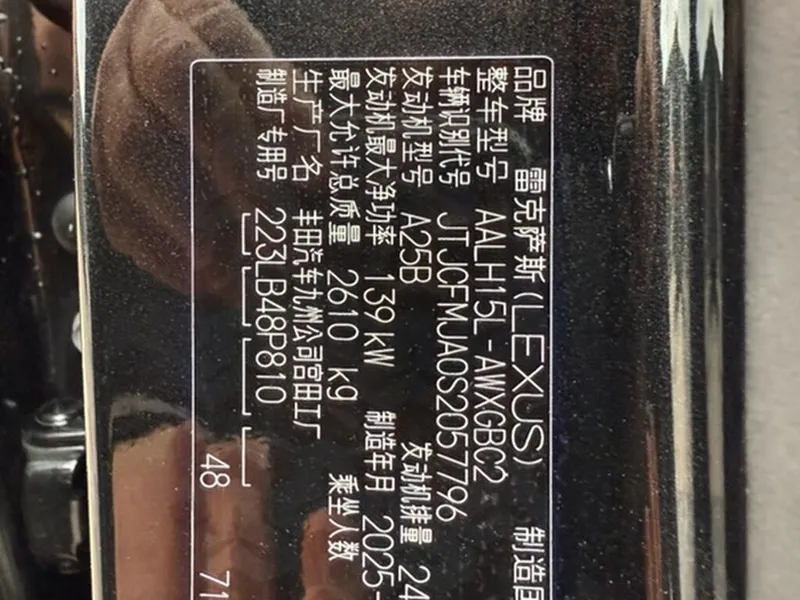 品牌 雷克萨斯(LEXUS) 制造国
整车型号 AALH15L-AWXGBC2
车辆识别代号 JTJCFMJA0S2057796
发动机型号 A25B 发动机排量 24
发动机最大净功率 139 kW 制造年月 2025-
最大允许总质量 2610 kg 乘坐人数
生产厂名 丰田汽车九州公司宫田工厂
制造厂专用号 223LB48P810
48 71